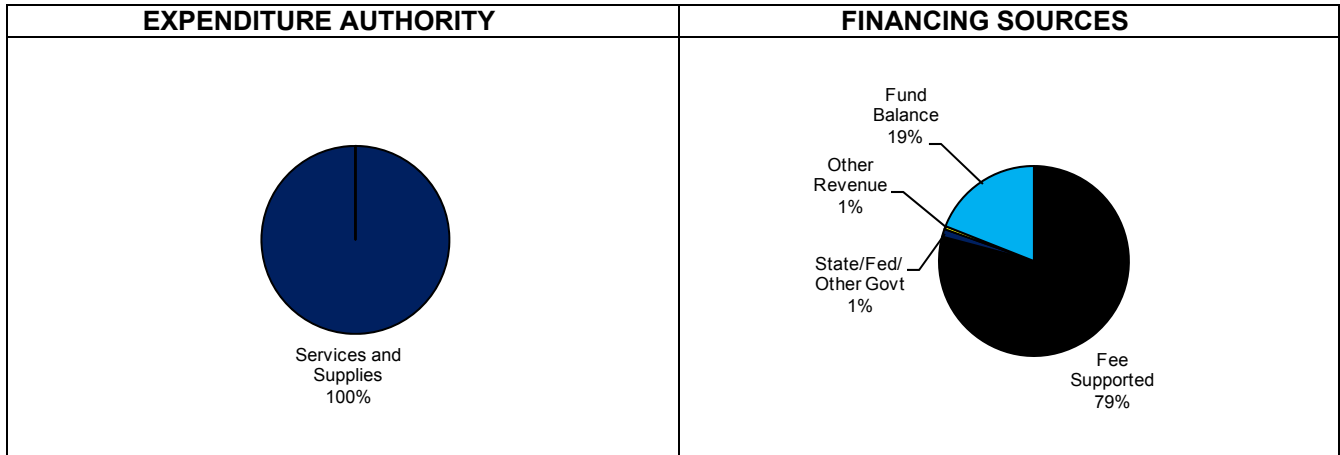 EXPENDITURE AUTHORITY
Services and
Supplies
100%
FINANCING SOURCES
Fund
Balance
19%
Other
Revenue
1%
State/Fed/
Other Govt
1%
Fee
Supported
79%